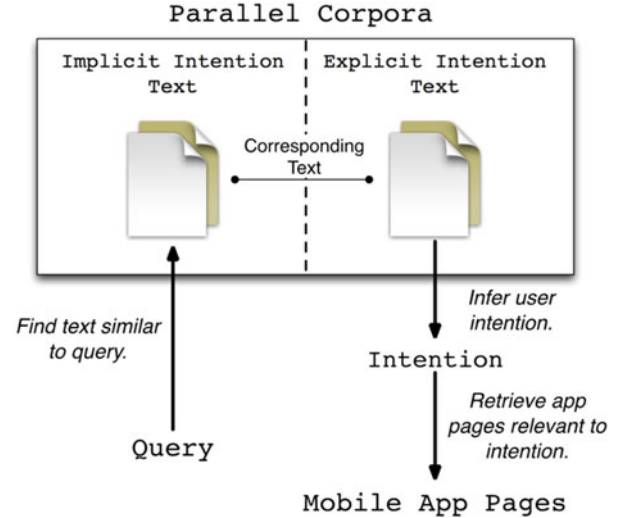 Parallel Corpora
Implicit Intention
Text
Explicit Intention
Text
Corresponding
Text
Find text similar
to query.
Infer user
intention.
Intention
Retrieve app
pages relevant to
intention.
Query
Mobile App Pages